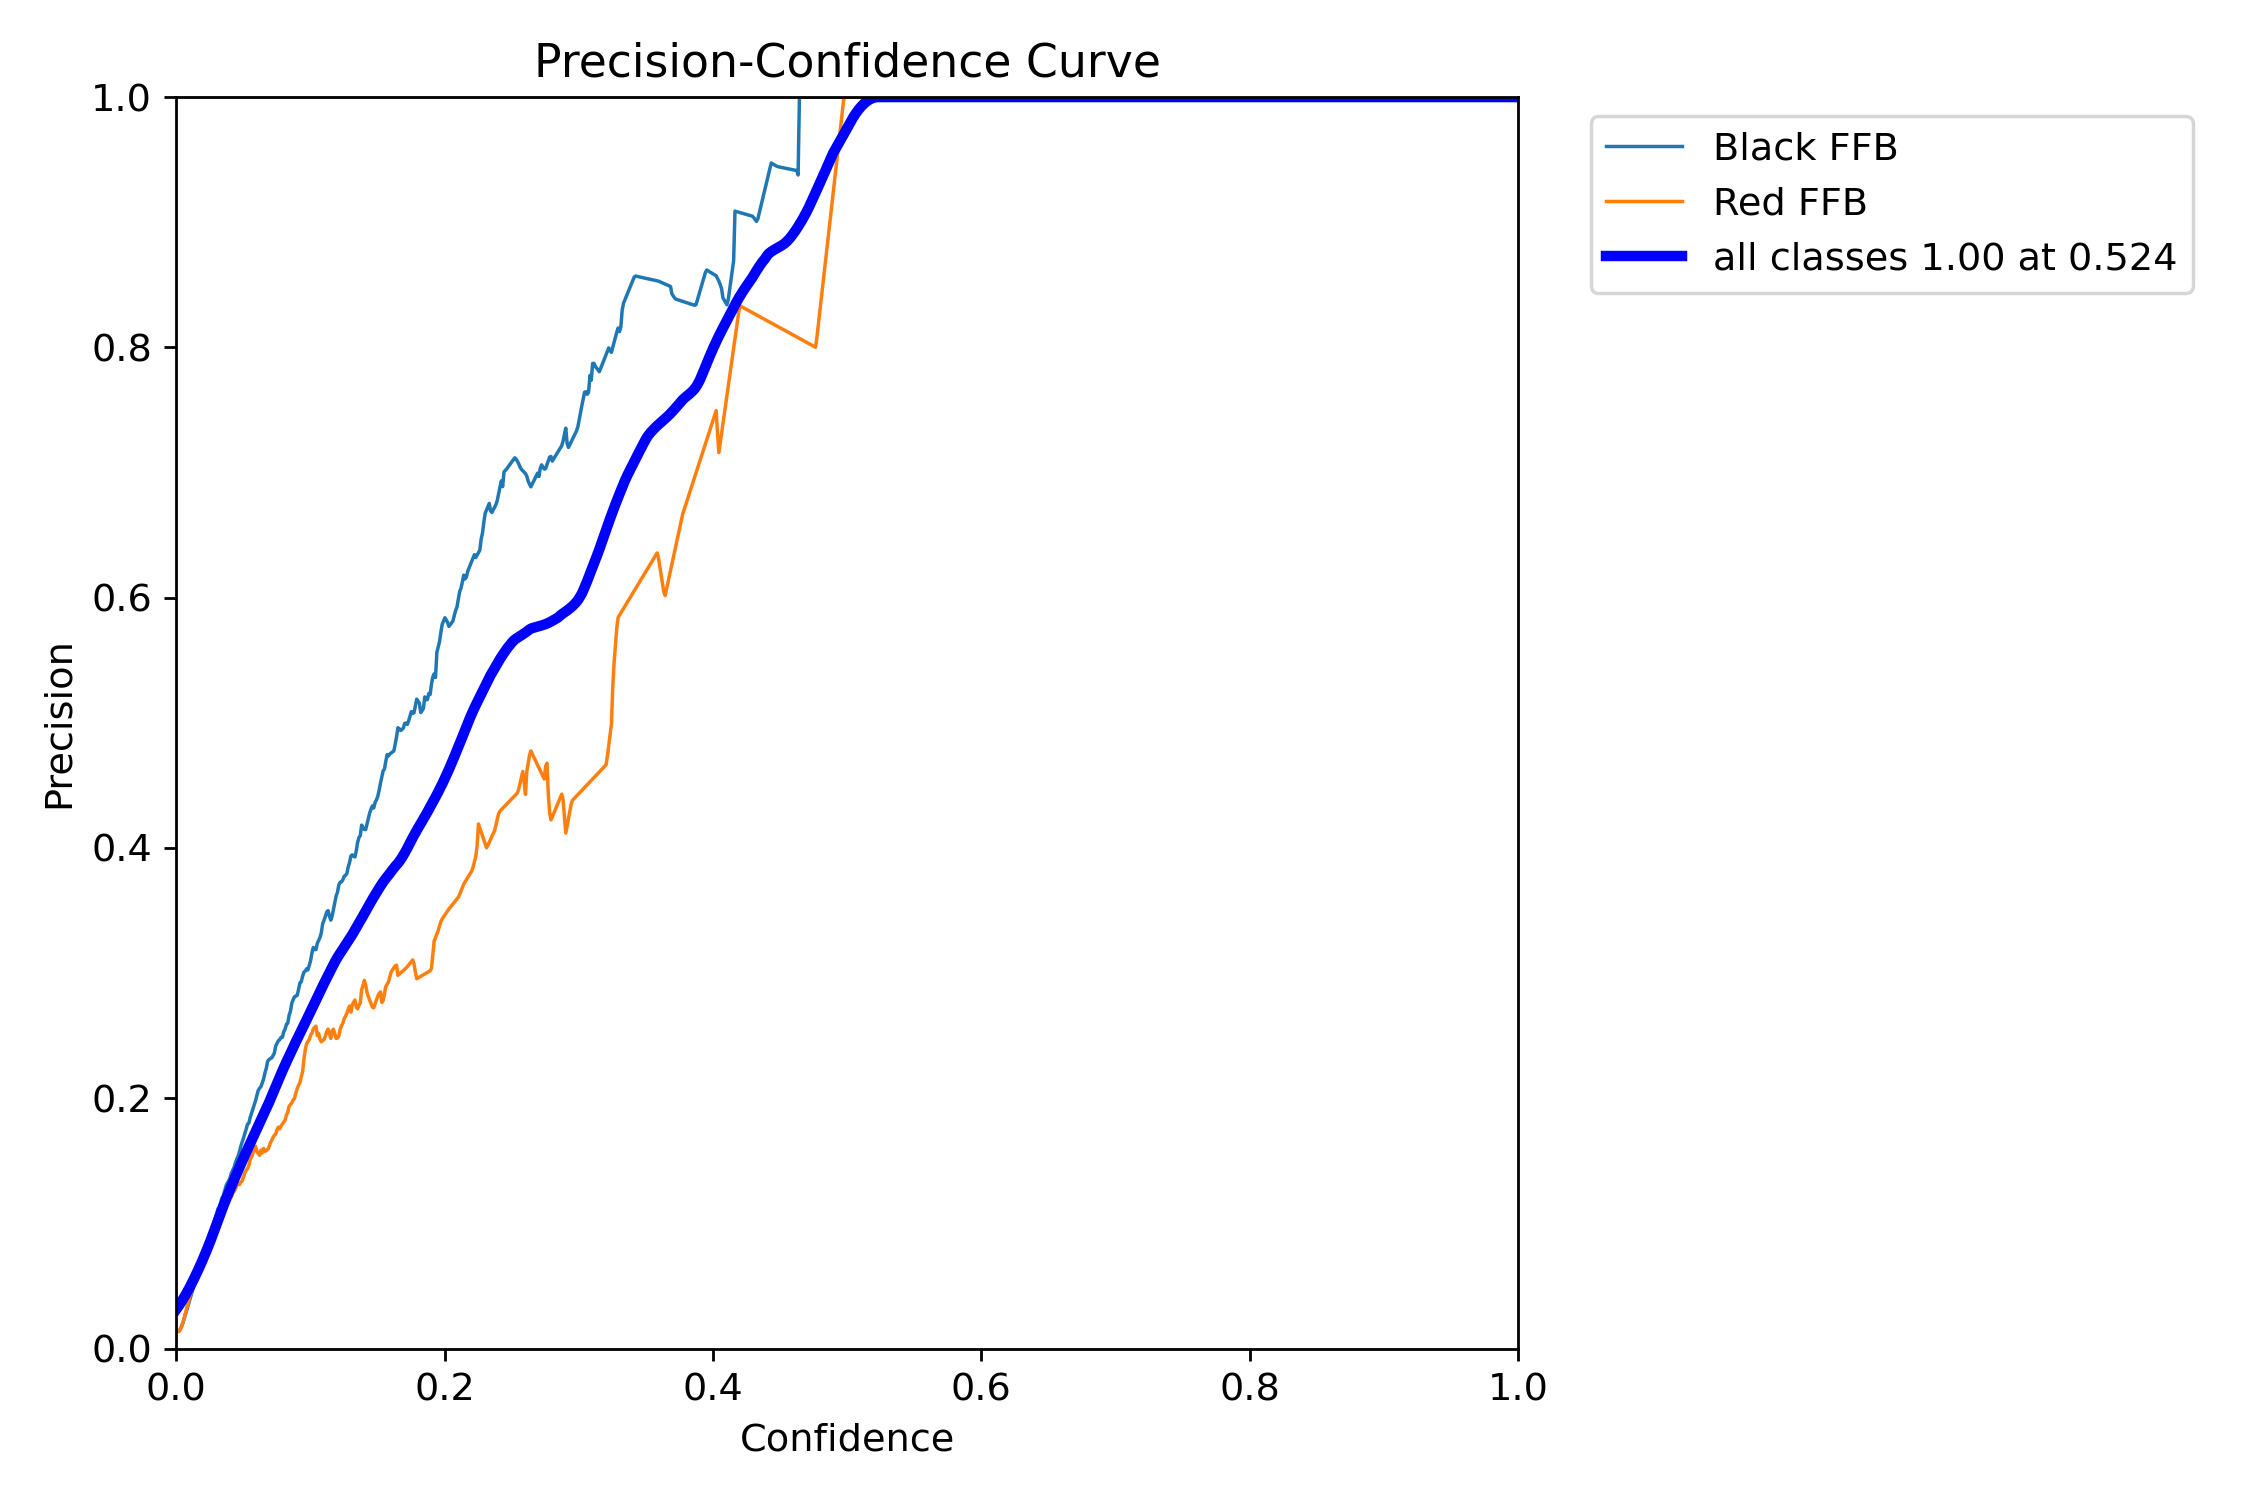 Precision-Confidence Curve
1.0
0.8
0.6
0.4
0.2
0.0
Precision
0.0 0.2 0.4 0.6 0.8 1.0
Confidence
Black FFB
Red FFB
all classes 1.00 at 0.524